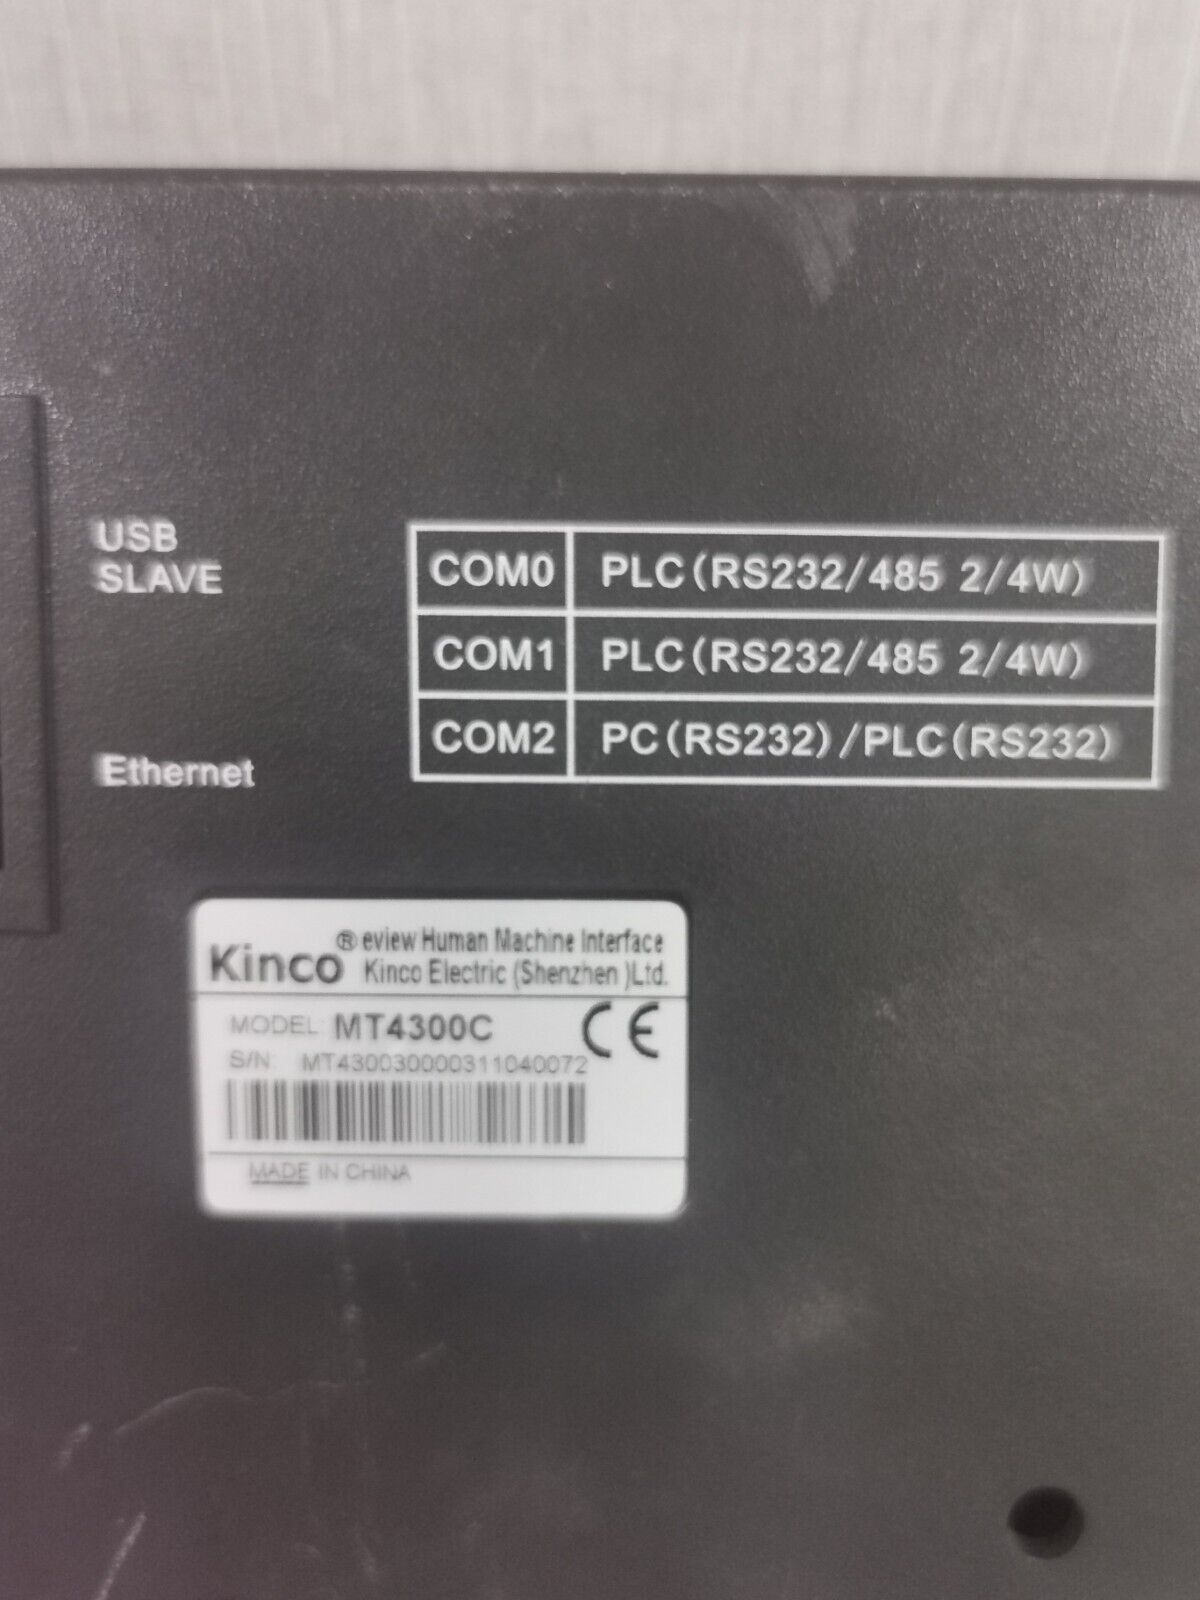 USB
SLAVE
Ethernet
COM0 PLC(RS232/485 2/4W)
COM1 PLC(RS232/485 2/4W)
COM2 PC(RS232)/PLC(RS232)
Kinco ® eview Human Machine Interface
Kinco Electric (Shenzhen )Ltd.
MODEL: MT4300C CE
S/N: MT4300300000311040072
MADE IN CHINA